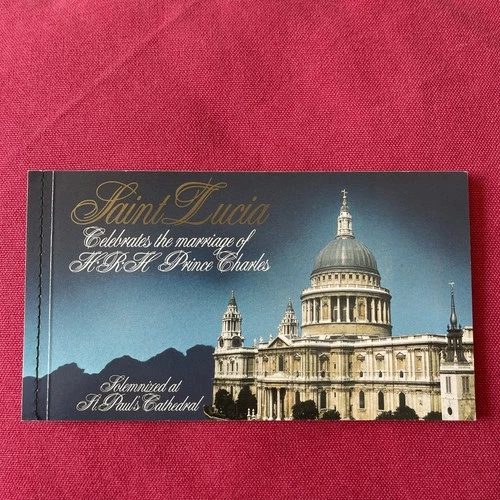 Saint Lucia
Celebrates the marriage of
H·R·H Prince Charles
Solemnized at
St. Paul's Cathedral